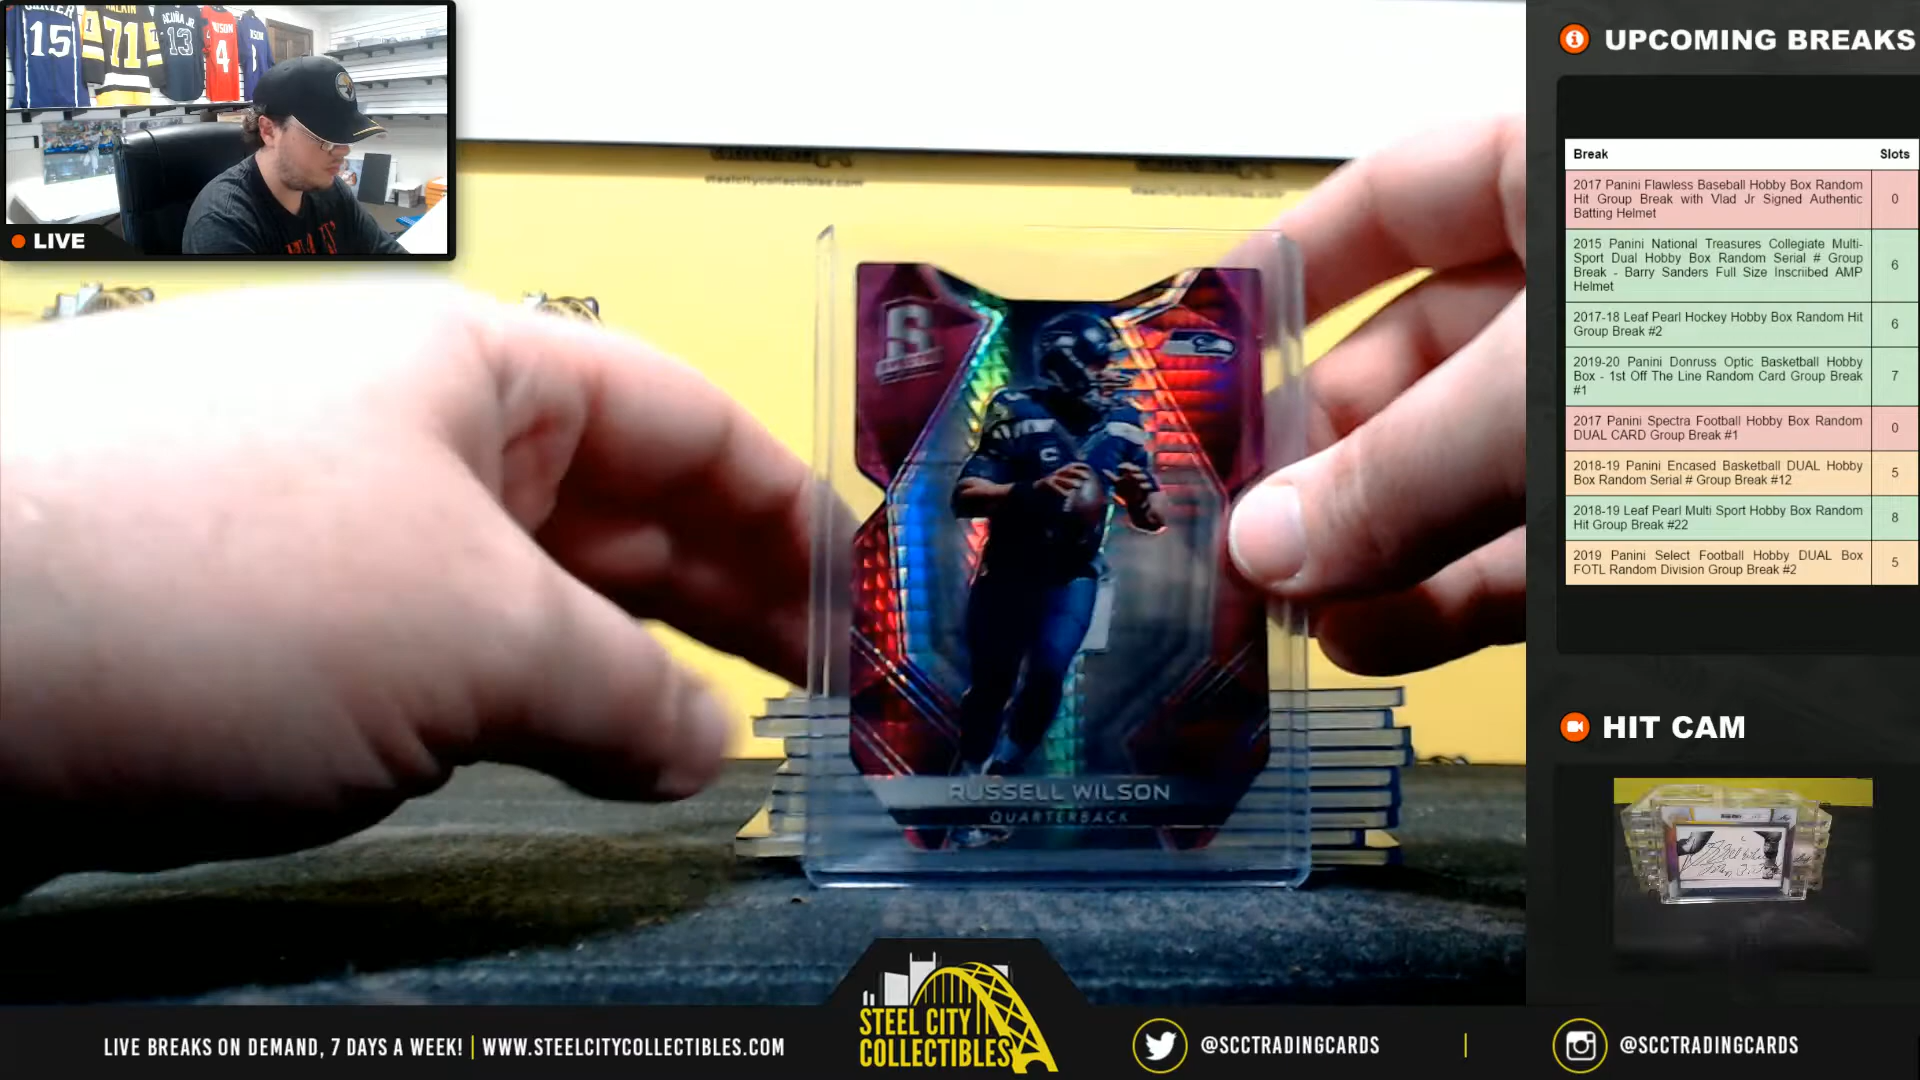 15
71
ACUÑA JR
13
4
LIVE
steelcitycollectibles.com
steelcitycollectibles.com
C
RUSSELL WILSON
QUARTERBACK
UPCOMING BREAKS
Break Slots
2017 Panini Flawless Baseball Hobby Box Random
Hit Group Break with Vlad Jr Signed Authentic
Batting Helmet
0
2015 Panini National Treasures Collegiate Multi-
Sport Dual Hobby Box Random Serial # Group
Break - Barry Sanders Full Size Inscriibed AMP
Helmet
6
2017-18 Leaf Pearl Hockey Hobby Box Random Hit
Group Break #2
6
2019-20 Panini Donruss Optic Basketball Hobby
Box - 1st Off The Line Random Card Group Break
#1
7
2017 Panini Spectra Football Hobby Box Random
DUAL CARD Group Break #1
0
2018-19 Panini Encased Basketball DUAL Hobby
Box Random Serial # Group Break #12
5
2018-19 Leaf Pearl Multi Sport Hobby Box Random
Hit Group Break #22
8
2019 Panini Select Football Hobby DUAL Box
FOTL Random Division Group Break #2
5
HIT CAM
LIVE BREAKS ON DEMAND, 7 DAYS A WEEK! | WWW.STEELCITYCOLLECTIBLES.COM
STEEL CITY
COLLECTIBLES
@SCCTRADINGCARDS
@SCCTRADINGCARDS